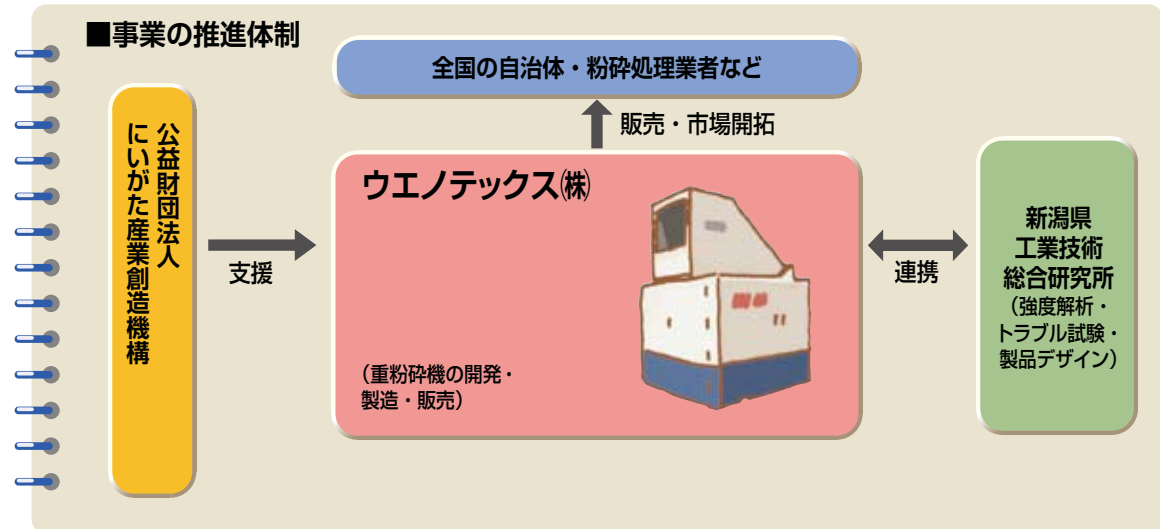 ■事業の推進体制
全国の自治体・粉砕処理業者など
販売・市場開拓
公益財団法人
にいがた産業創造機構
支援
ウエノテックス㈱
（重粉砕機の開発・
製造・販売）
連携
新潟県
工業技術
総合研究所
（強度解析・
トラブル試験・
製品デザイン）